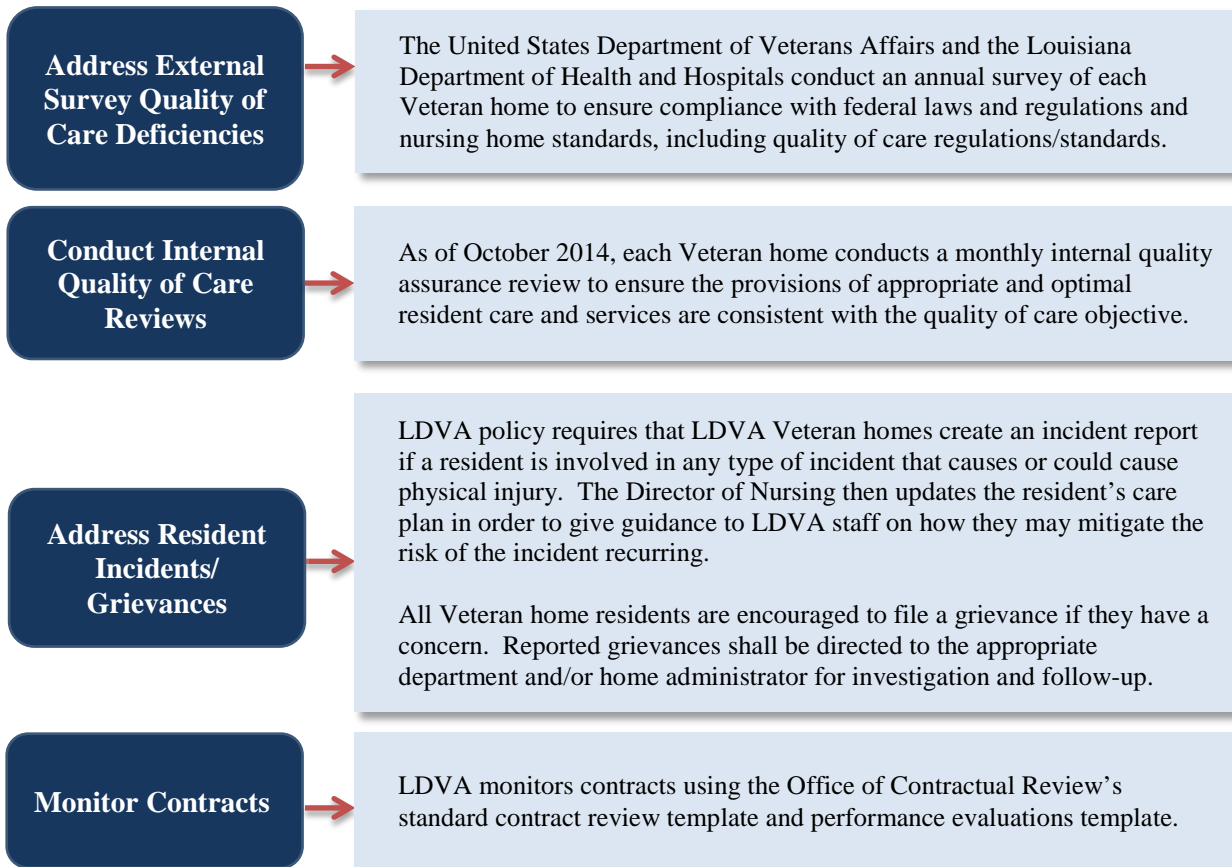 Address External
Survey Quality of
Care Deficiencies
The United States Department of Veterans Affairs and the Louisiana
Department of Health and Hospitals conduct an annual survey of each
Veteran home to ensure compliance with federal laws and regulations and
nursing home standards, including quality of care regulations/standards.
Conduct Internal
Quality of Care
Reviews
As of October 2014, each Veteran home conducts a monthly internal quality
assurance review to ensure the provisions of appropriate and optimal
resident care and services are consistent with the quality of care objective.
Address Resident
Incidents/
Grievances
LDVA policy requires that LDVA Veteran homes create an incident report
if a resident is involved in any type of incident that causes or could cause
physical injury.  The Director of Nursing then updates the resident's care
plan in order to give guidance to LDVA staff on how they may mitigate the
risk of the incident recurring.
All Veteran home residents are encouraged to file a grievance if they have a
concern.  Reported grievances shall be directed to the appropriate
department and/or home administrator for investigation and follow-up.
Monitor Contracts
LDVA monitors contracts using the Office of Contractual Review's
standard contract review template and performance evaluations template.